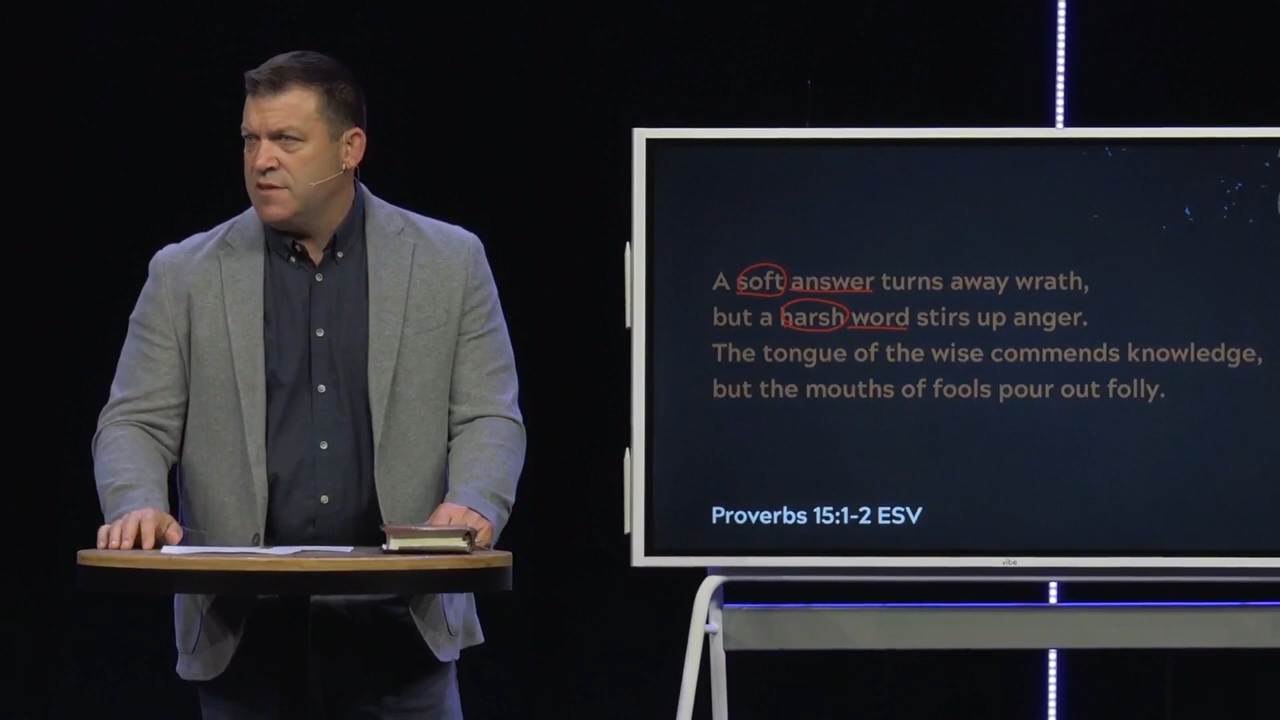 A soft answer turns away wrath,
but a harsh word stirs up anger.
The tongue of the wise commends knowledge,
but the mouths of fools pour out folly.
Proverbs 15:1-2 ESV
vibe